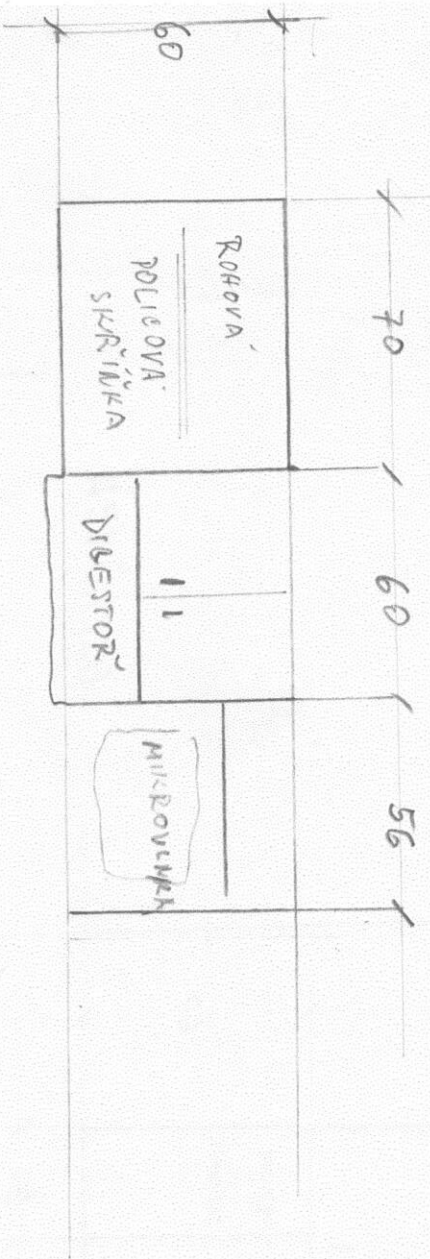 70
60
56
60
ROHOVÁ
POLICOVÁ
SKŘÍŇKA
DIGESTOŘ
MIKROVLNKA